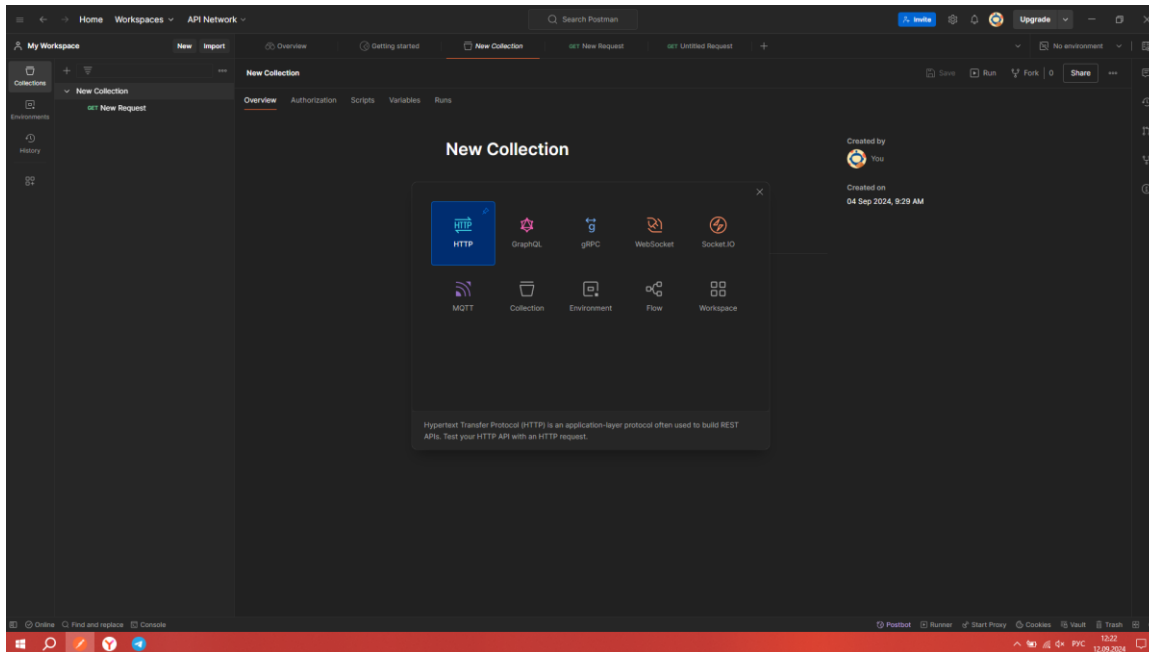 Home Workspaces API Network Search Postman Invite Upgrade
My Workspace New Import Overview Getting started New Collection GET New Request GET Untitled Request No environment
Collections
New Collection
GET New Request
Environments
History
New Collection Save Run Fork 0 Share
Overview Authorization Scripts Variables Runs
New Collection
Created by
You
Created on
04 Sep 2024, 9:29 AM
HTTP
HTTP GraphQL gRPC WebSocket Socket.IO
MQTT Collection Environment Flow Workspace
Hypertext Transfer Protocol (HTTP) is an application-layer protocol often used to build REST
APIs. Test your HTTP API with an HTTP request.
Online Find and replace Console Postbot Runner Start Proxy Cookies Vault Trash
РУС 12:22
12.09.2024